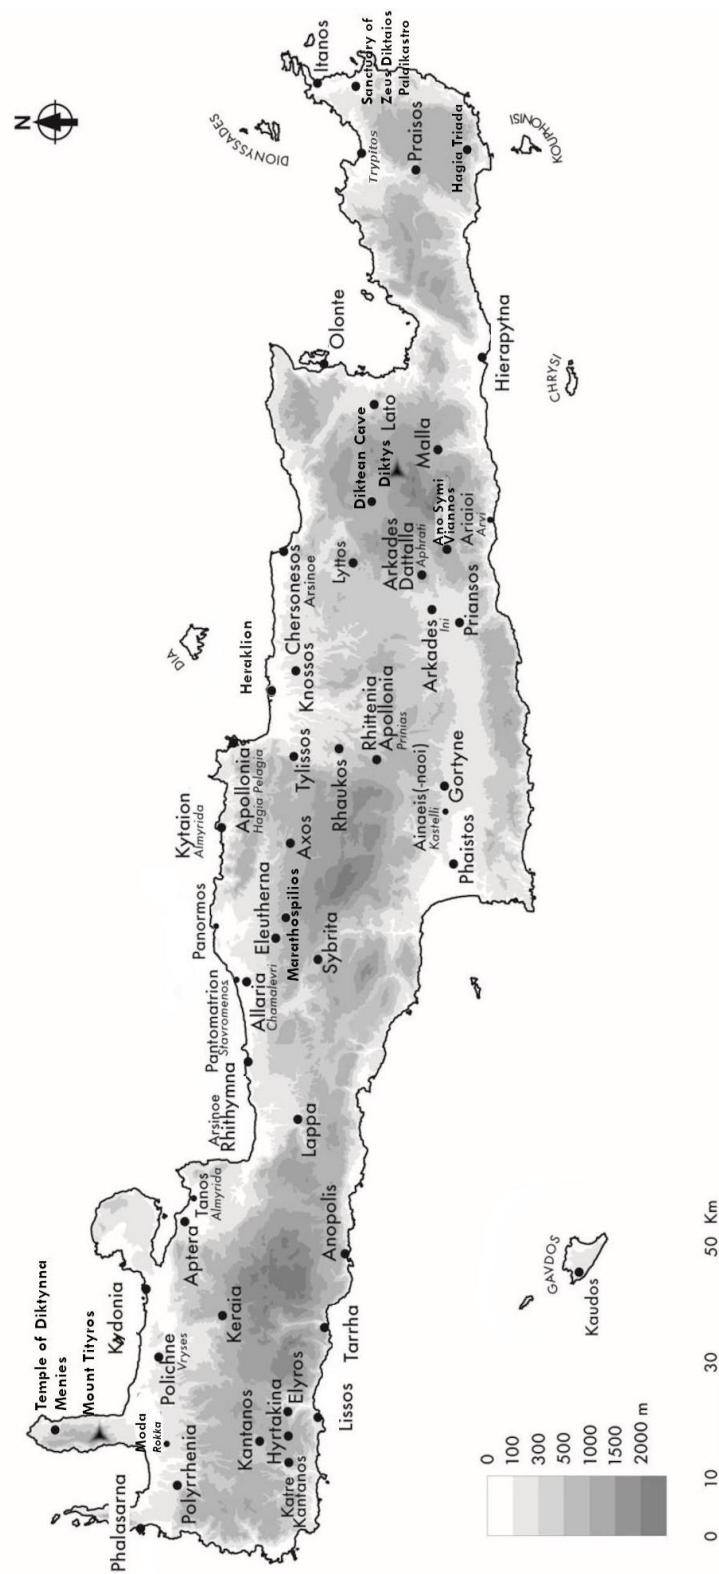 N
Temple of Diktynna
Menies
Mount Tityros
Phalasarna
Moda
Rokka
Polyrrhenia
Polichne
Vryses
Kydonia
Kantanos
Hyrtakina
Katre
Kantanos
Elyros
Lissos
Keraia
Tarrha
Aptera
Tanos
Almyrida
Anopolis
Lappa
Arsinoe
Rhithymna
Pantomatrion
Stavromenos
Allaria
Chamalevri
Panormos
Eleutherna
Marathospilios
Sybrita
Kytaion
Almyrida
Axos
Apollonia
Hagia Pelagia
Tylissos
Rhaukos
Rhittenia
Apollonia
Prinias
Ainaeis(-naoi)
Kastelli
Gortyne
Phaistos
DIA
Heraklion
Knossos
Chersonesos
Arsinoe
Lyttos
Arkades
Dattalla
Aphrati
Arkades
Ini
Priansos
Ano Symi
Viannos
Ariaioi
Arvi
Diktean Cave
Diktys
Lato
Malla
Olonte
Hierapytna
CHRYSI
DIONYSSADES
Trypitos
Praisos
Hagia Triada
Itanos
Sanctuary of
Zeus Diktaios
Palaikastro
KOUPHONISI
GAVDOS
Kaudos
0
100
300
500
1000
1500
2000 m
0 10 30 50 Km